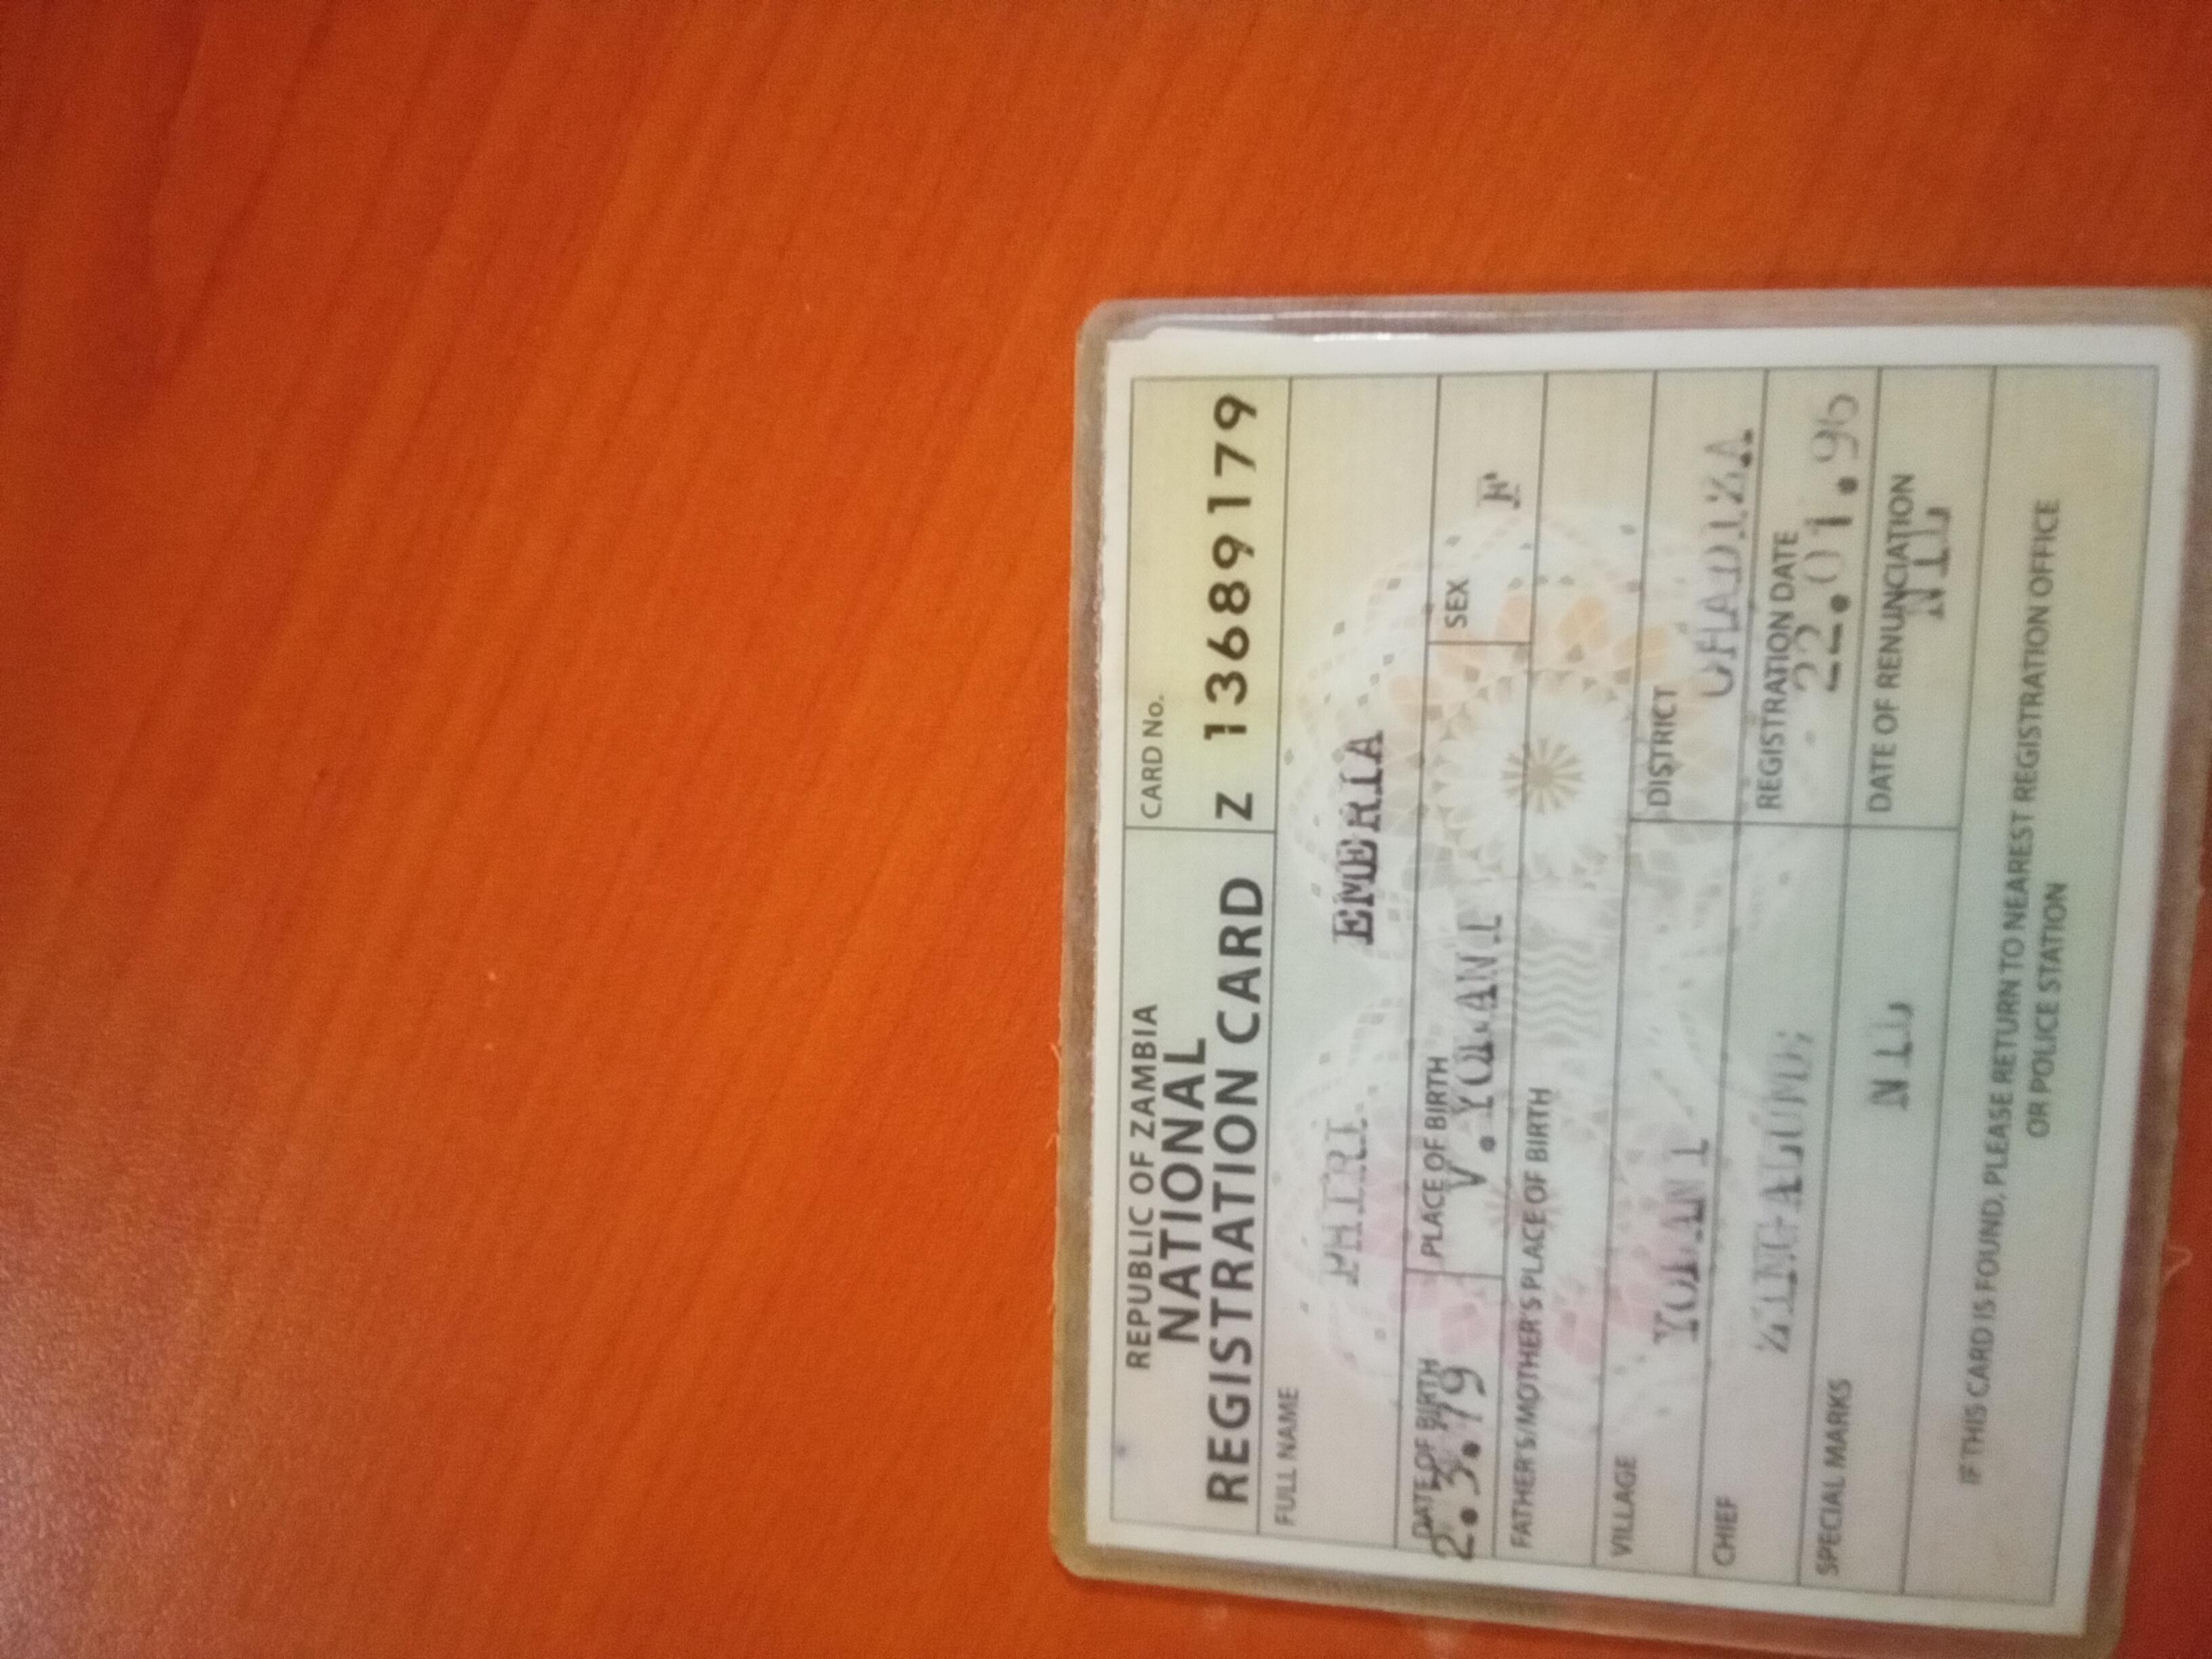 REPUBLIC OF ZAMBIA
NATIONAL
REGISTRATION CARD
CARD No.
Z 13689179
FULL NAME
PHIRI EMERIA
DATE OF BIRTH
2.3.79
PLACE OF BIRTH
V.YOLANI
SEX
F
FATHER'S/MOTHER'S PLACE OF BIRTH
VILLAGE
YOLANI
DISTRICT
CHADIZA
CHIEF
REGISTRATION DATE
22.01.96
SPECIAL MARKS
NIL
DATE OF RENUNCIATION
NIL
IF THIS CARD IS FOUND, PLEASE RETURN TO NEAREST REGISTRATION OFFICE
OR POLICE STATION